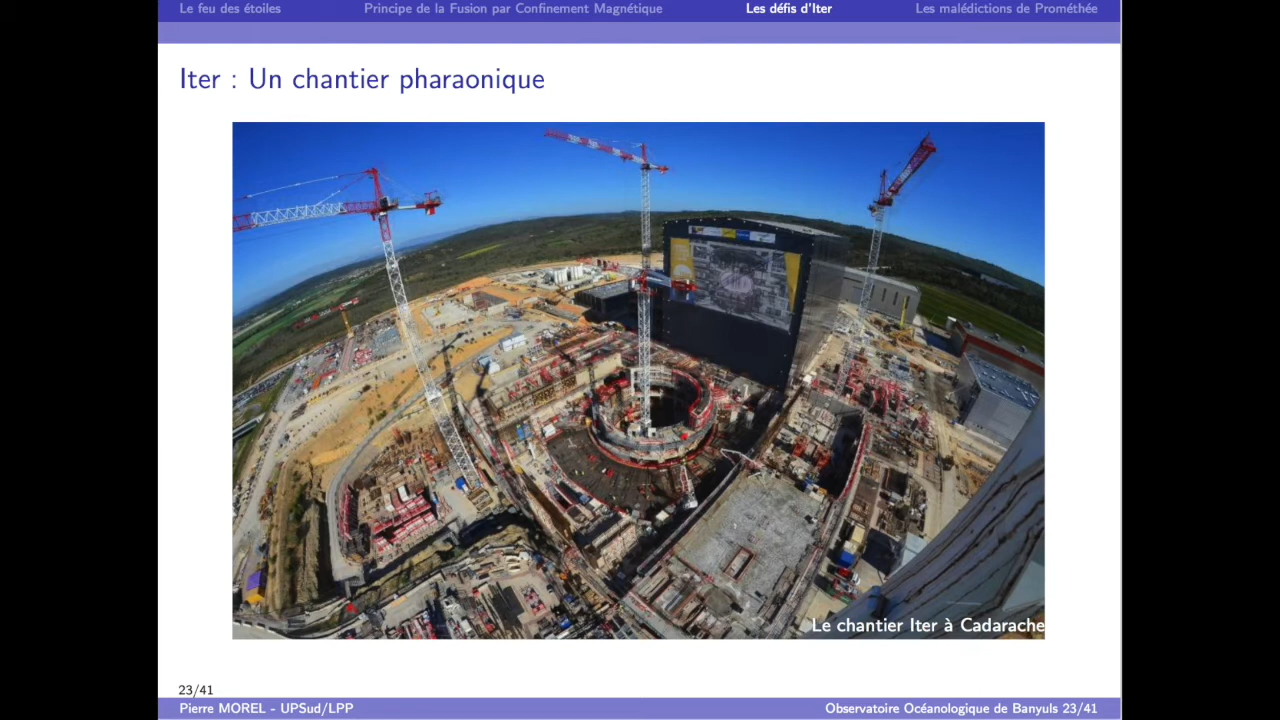 Le feu des étoiles Principe de la Fusion par Confinement Magnétique Les défis d'Iter Les malédictions de Prométhée
Iter : Un chantier pharaonique
Le chantier Iter à Cadarache
23/41
Pierre MOREL - UPSud/LPP Observatoire Océanologique de Banyuls 23/41